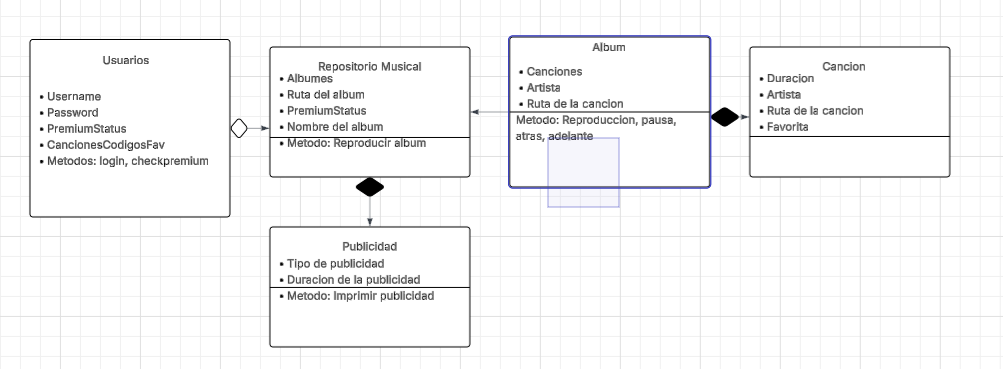 Usuarios
• Username
• Password
• PremiumStatus
• CancionesCodigosFav
• Metodos: login, checkpremium
Repositorio Musical
• Albumes
• Ruta del album
• PremiumStatus
• Nombre del album
• Metodo: Reproducir album
Album
• Canciones
• Artista
• Ruta de la cancion
Metodo: Reproduccion, pausa,
atras, adelante
Cancion
• Duracion
• Artista
• Ruta de la cancion
• Favorita
Publicidad
• Tipo de publicidad
• Duracion de la publicidad
• Metodo: Imprimir publicidad